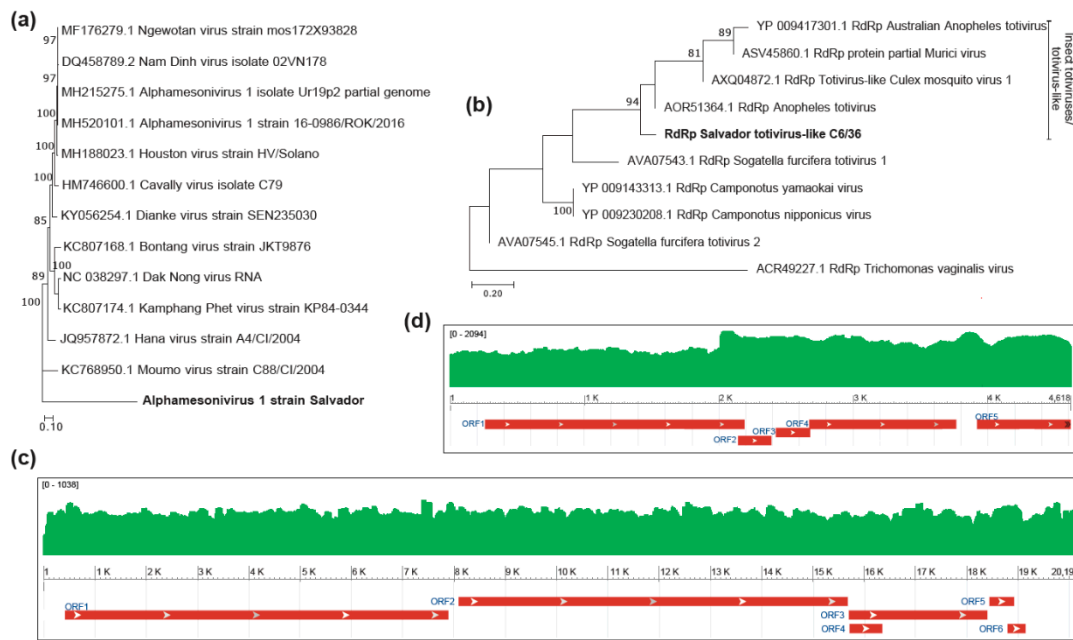 (a)
97
MF176279.1 Ngewotan virus strain mos172X93828
DQ458789.2 Nam Dinh virus isolate 02VN178
97
MH215275.1 Alphamesonivirus 1 isolate Ur19p2 partial genome
100
MH520101.1 Alphamesonivirus 1 strain 16-0986/ROK/2016
100
MH188023.1 Houston virus strain HV/Solano
100
HM746600.1 Cavally virus isolate C79
85
KY056254.1 Dianke virus strain SEN235030
KC807168.1 Bontang virus strain JKT9876
89
100
NC 038297.1 Dak Nong virus RNA
100
KC807174.1 Kamphang Phet virus strain KP84-0344
JQ957872.1 Hana virus strain A4/CI/2004
KC768950.1 Moumo virus strain C88/CI/2004
Alphamesonivirus 1 strain Salvador
0.10
(b)
89
YP 009417301.1 RdRp Australian Anopheles totivirus
81
ASV45860.1 RdRp protein partial Murici virus
AXQ04872.1 RdRp Totivirus-like Culex mosquito virus 1
94
AOR51364.1 RdRp Anopheles totivirus
RdRp Salvador totivirus-like C6/36
Insect totiviruses/
totivirus-like
AVA07543.1 RdRp Sogatella furcifera totivirus 1
YP 009143313.1 RdRp Camponotus yamaokai virus
100
YP 009230208.1 RdRp Camponotus nipponicus virus
AVA07545.1 RdRp Sogatella furcifera totivirus 2
ACR49227.1 RdRp Trichomonas vaginalis virus
0.20
(d)
[0 - 2094]
1 1 K 2 K 3 K 4 K 4,618
ORF1 ORF2 ORF3 ORF4 ORF5
(c)
[0 - 1038]
1 1 K 2 K 3 K 4 K 5 K 6 K 7 K 8 K 9 K 10 K 11 K 12 K 13 K 14 K 15 K 16 K 17 K 18 K 19 K 20,19
ORF1 ORF2 ORF3 ORF4 ORF5 ORF6